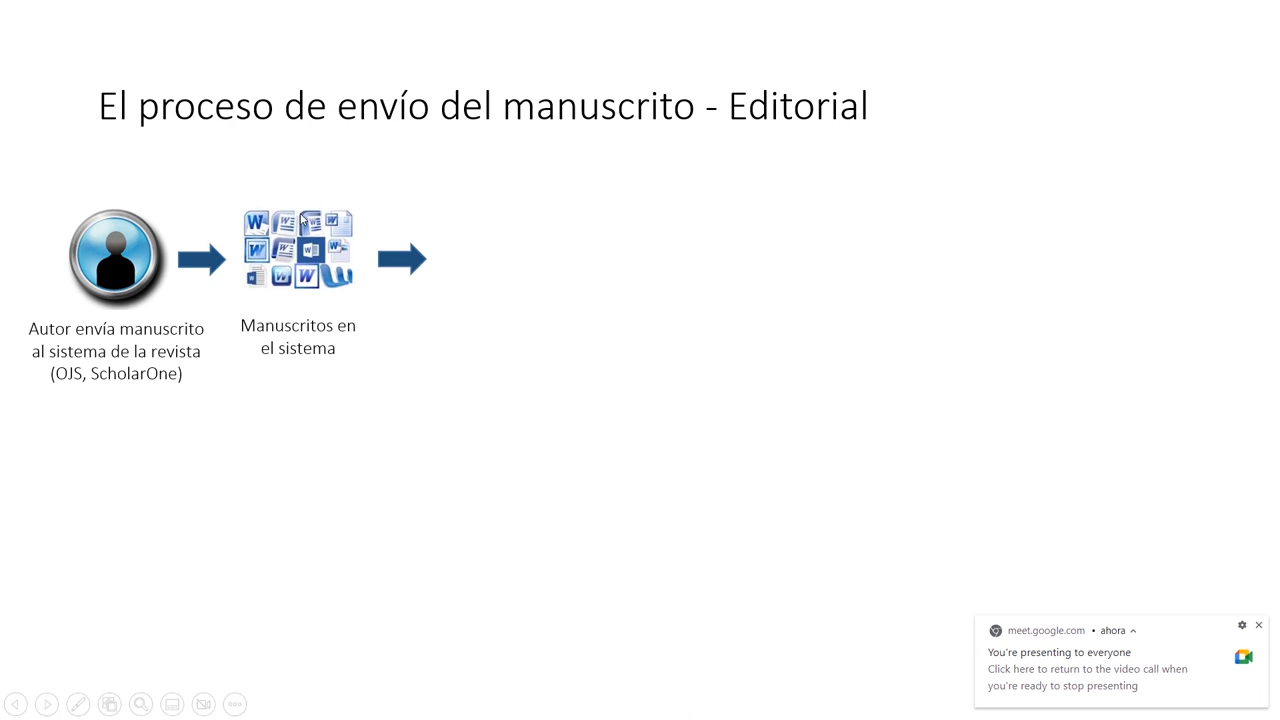 El proceso de envío del manuscrito - Editorial
Autor envía manuscrito
al sistema de la revista
(OJS, ScholarOne)
Manuscritos en
el sistema
meet.google.com • ahora
You're presenting to everyone
Click here to return to the video call when
you're ready to stop presenting